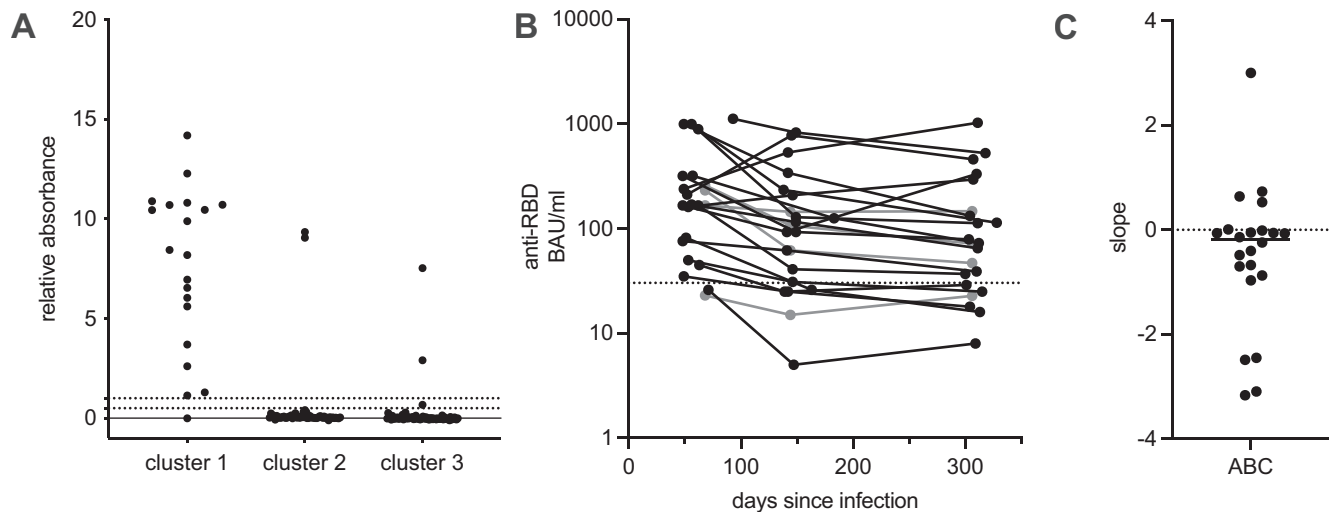 A
20
15
10
5
0
relative absorbance
cluster 1
cluster 2
cluster 3
B
10000
1000
100
10
1
anti-RBD
BAU/ml
0
100
200
300
days since infection
C
4
2
0
-2
-4
slope
ABC